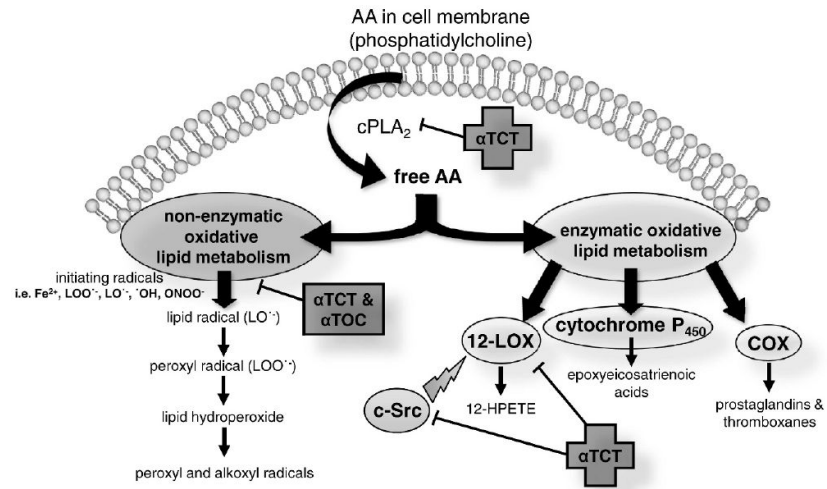 AA in cell membrane
(phosphatidylcholine)
cPLA₂
αTCT
free AA
non-enzymatic
oxidative
lipid metabolism
enzymatic oxidative
lipid metabolism
initiating radicals
i.e. Fe²⁺, LOO˙⁻, LO˙⁻, ˙OH, ONOO⁻
αTCT &
αTOC
lipid radical (LO˙⁻)
peroxyl radical (LOO˙⁻)
lipid hydroperoxide
peroxyl and alkoxyl radicals
12-LOX
cytochrome P₄₅₀
COX
c-Src
12-HPETE
epoxyeicosatrienoic
acids
prostaglandins &
thromboxanes
αTCT